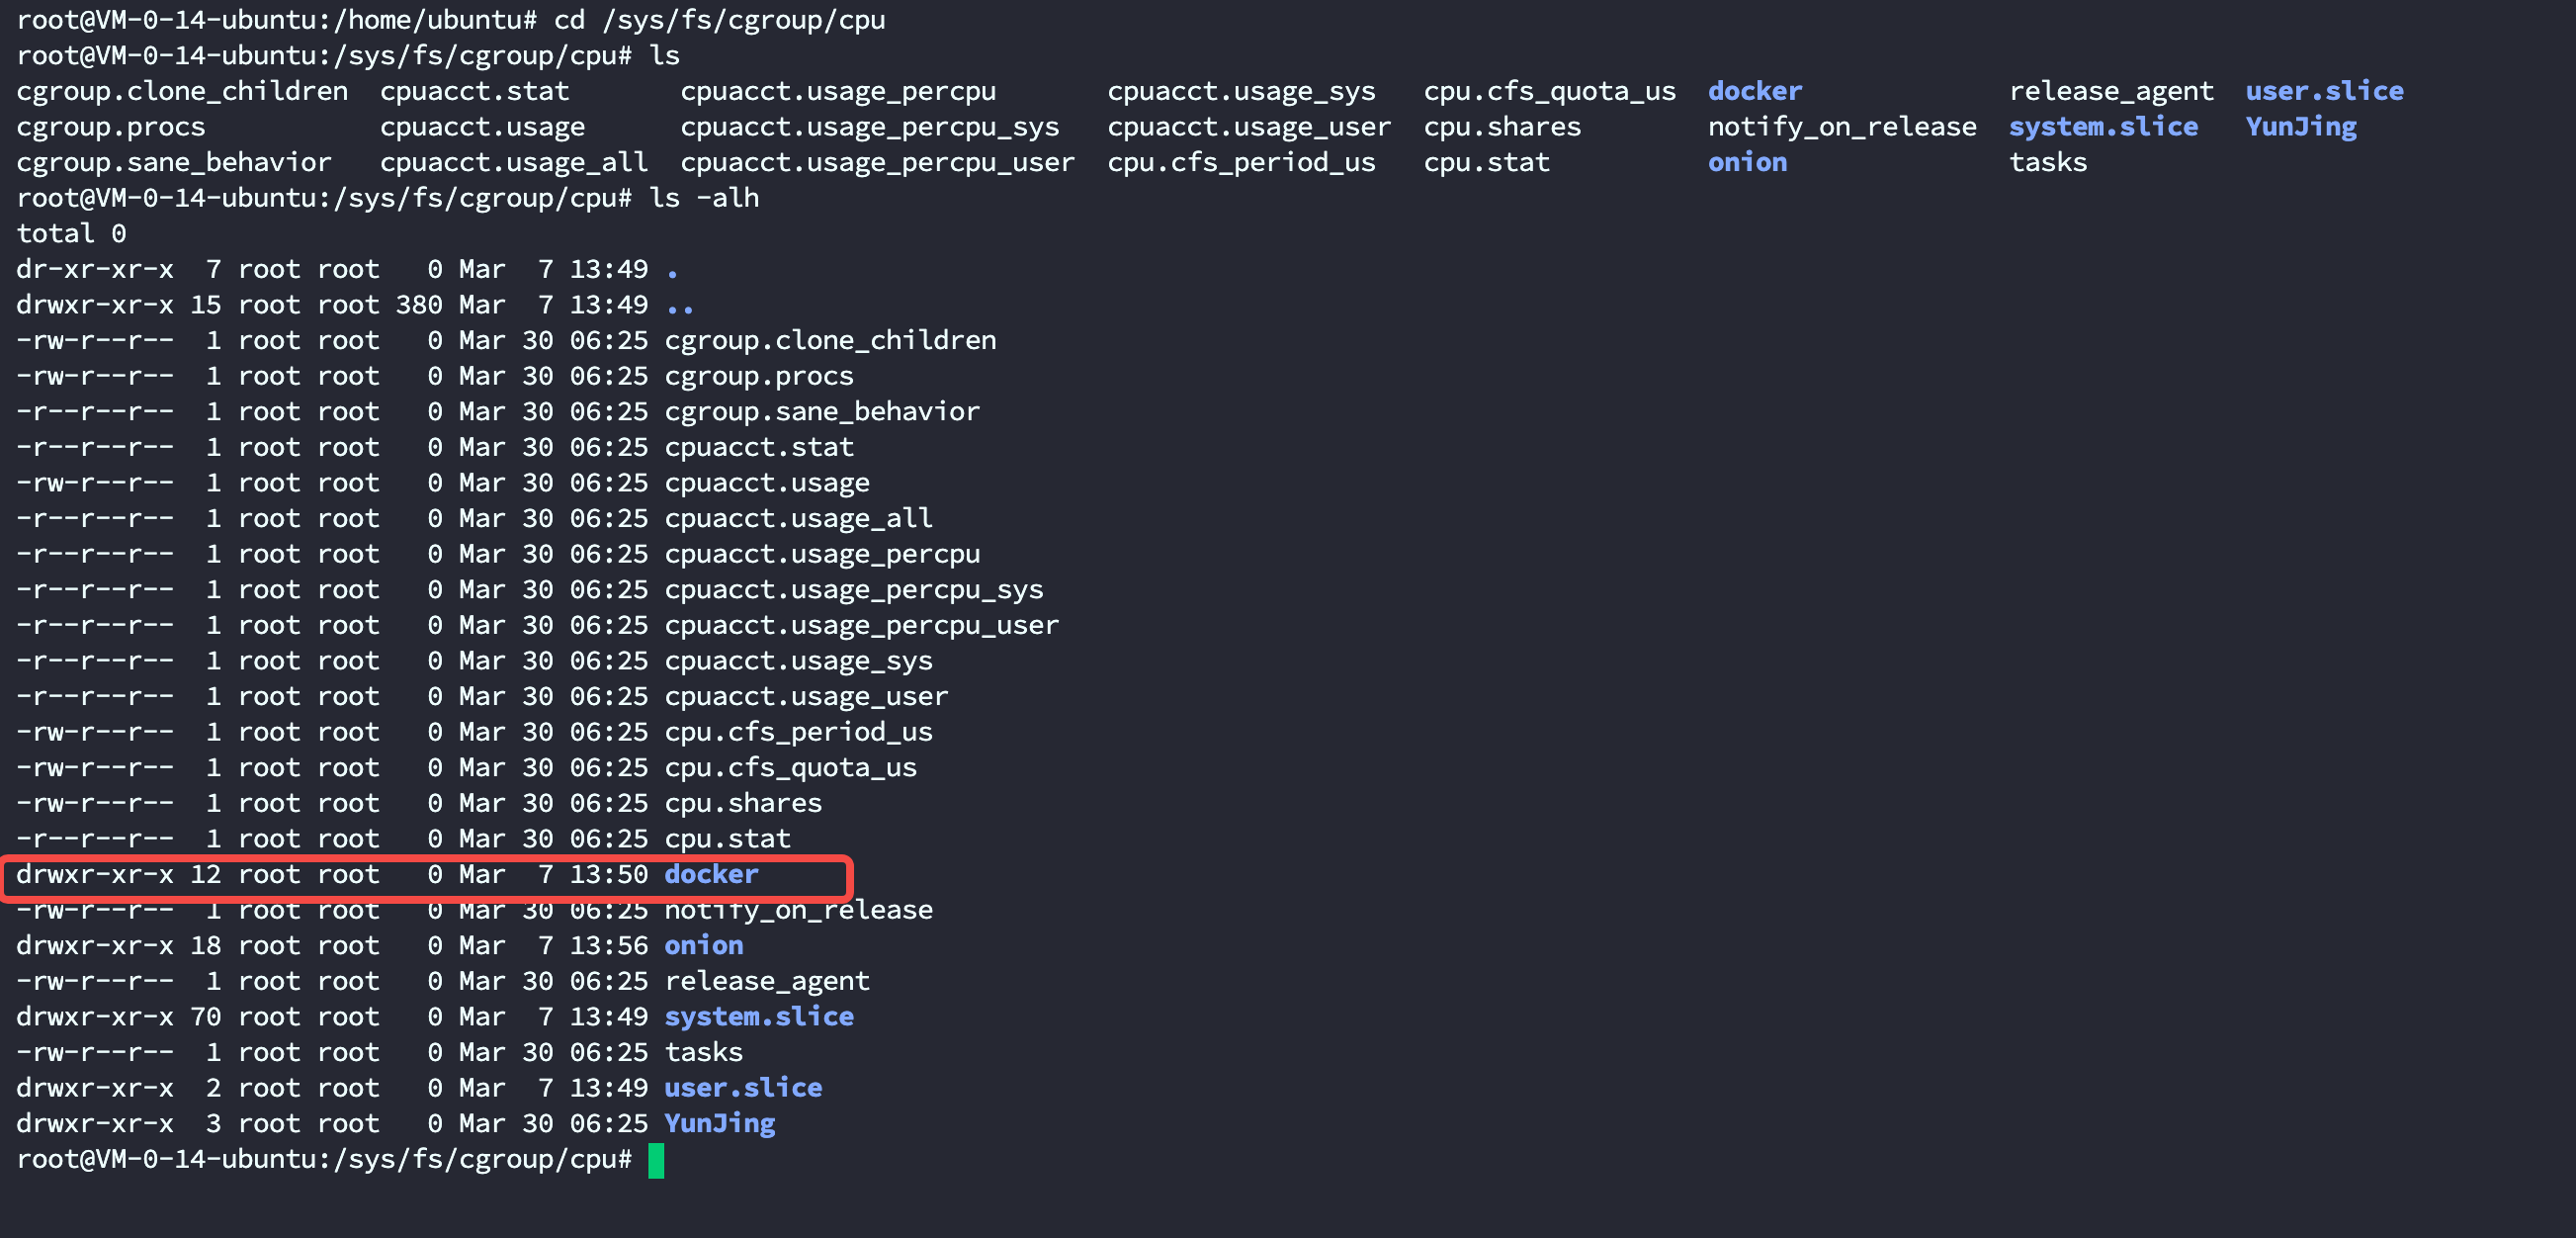 root@VM-0-14-ubuntu:/home/ubuntu# cd /sys/fs/cgroup/cpu
root@VM-0-14-ubuntu:/sys/fs/cgroup/cpu# ls
cgroup.clone_children  cpuacct.stat       cpuacct.usage_percpu       cpuacct.usage_sys   cpu.cfs_quota_us  docker             release_agent  user.slice
cgroup.procs           cpuacct.usage      cpuacct.usage_percpu_sys   cpuacct.usage_user  cpu.shares        notify_on_release  system.slice   YunJing
cgroup.sane_behavior   cpuacct.usage_all  cpuacct.usage_percpu_user  cpu.cfs_period_us   cpu.stat          onion              tasks
root@VM-0-14-ubuntu:/sys/fs/cgroup/cpu# ls -alh
total 0
dr-xr-xr-x  7 root root   0 Mar  7 13:49 .
drwxr-xr-x 15 root root 380 Mar  7 13:49 ..
-rw-r--r--  1 root root   0 Mar 30 06:25 cgroup.clone_children
-rw-r--r--  1 root root   0 Mar 30 06:25 cgroup.procs
-r--r--r--  1 root root   0 Mar 30 06:25 cgroup.sane_behavior
-r--r--r--  1 root root   0 Mar 30 06:25 cpuacct.stat
-rw-r--r--  1 root root   0 Mar 30 06:25 cpuacct.usage
-r--r--r--  1 root root   0 Mar 30 06:25 cpuacct.usage_all
-r--r--r--  1 root root   0 Mar 30 06:25 cpuacct.usage_percpu
-r--r--r--  1 root root   0 Mar 30 06:25 cpuacct.usage_percpu_sys
-r--r--r--  1 root root   0 Mar 30 06:25 cpuacct.usage_percpu_user
-r--r--r--  1 root root   0 Mar 30 06:25 cpuacct.usage_sys
-r--r--r--  1 root root   0 Mar 30 06:25 cpuacct.usage_user
-rw-r--r--  1 root root   0 Mar 30 06:25 cpu.cfs_period_us
-rw-r--r--  1 root root   0 Mar 30 06:25 cpu.cfs_quota_us
-rw-r--r--  1 root root   0 Mar 30 06:25 cpu.shares
-r--r--r--  1 root root   0 Mar 30 06:25 cpu.stat
drwxr-xr-x 12 root root   0 Mar  7 13:50 docker
-rw-r--r--  1 root root   0 Mar 30 06:25 notify_on_release
drwxr-xr-x 18 root root   0 Mar  7 13:56 onion
-rw-r--r--  1 root root   0 Mar 30 06:25 release_agent
drwxr-xr-x 70 root root   0 Mar  7 13:49 system.slice
-rw-r--r--  1 root root   0 Mar 30 06:25 tasks
drwxr-xr-x  2 root root   0 Mar  7 13:49 user.slice
drwxr-xr-x  3 root root   0 Mar 30 06:25 YunJing
root@VM-0-14-ubuntu:/sys/fs/cgroup/cpu#